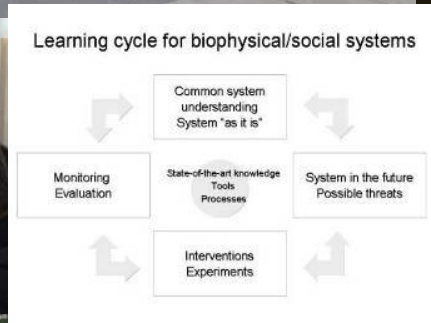 Learning cycle for biophysical/social systems
Common system
understanding
System "as it is"
Monitoring
Evaluation
State-of-the-art knowledge
Tools
Processes
System in the future
Possible threats
Interventions
Experiments